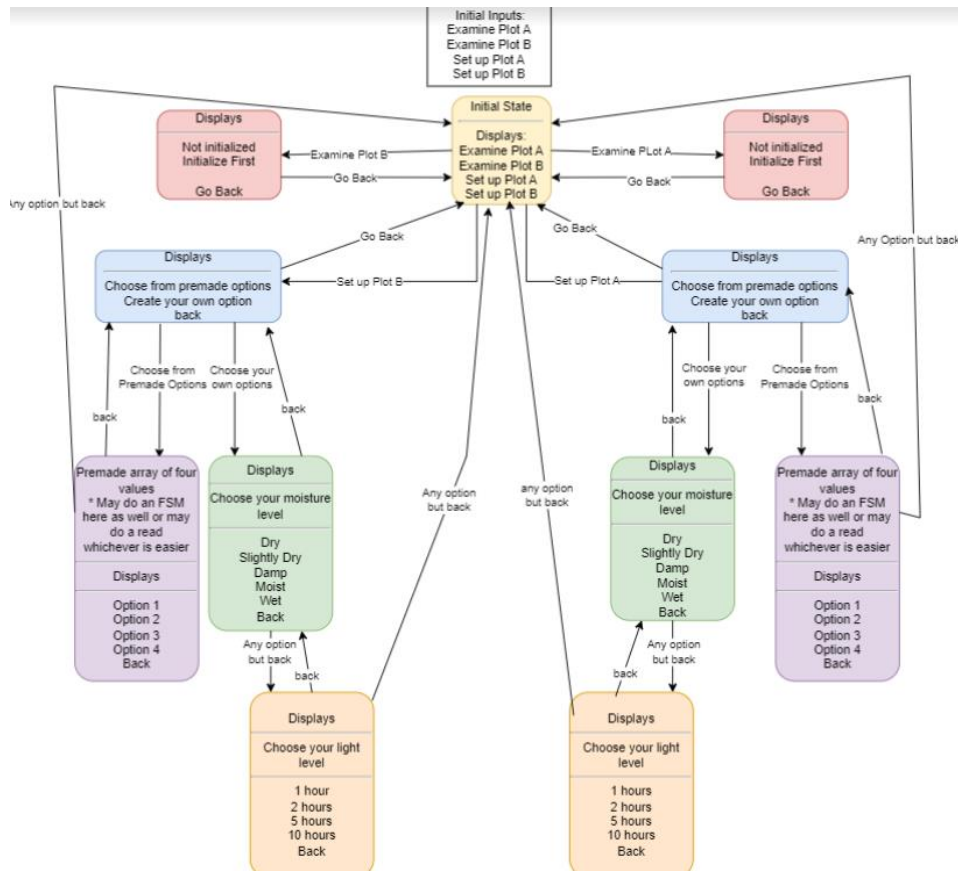 Initial Inputs:
Examine Plot A
Examine Plot B
Set up Plot A
Set up Plot B
Initial State
Displays:
Examine Plot A
Examine Plot B
Set up Plot A
Set up Plot B
Displays
Not initialized
Initialize First
Go Back
Examine Plot B
Go Back
Examine PLot A
Go Back
Displays
Not initialized
Initialize First
Go Back
Any option but back
Go Back
Set up Plot B
Go Back
Set up Plot A
Any Option but back
Displays
Choose from premade options
Create your own option
back
Displays
Choose from premade options
Create your own option
back
back
Choose from
Premade Options
Choose your
own options
back
back
Choose your
own options
Choose from
Premade Options
back
Premade array of four
values
* May do an FSM
here as well or may
do a read
whichever is easier
Displays
Option 1
Option 2
Option 3
Option 4
Back
Displays
Choose your moisture
level
Dry
Slightly Dry
Damp
Moist
Wet
Back
Any option
but back
any option
but back
Displays
Choose your moisture
level
Dry
Slightly Dry
Damp
Moist
Wet
Back
Premade array of four
values
* May do an FSM
here as well or may
do a read
whichever is easier
Displays
Option 1
Option 2
Option 3
Option 4
Back
Any option
but back
back
back
Any option
but back
Displays
Choose your light
level
1 hour
2 hours
5 hours
10 hours
Back
Displays
Choose your light
level
1 hours
2 hours
5 hours
10 hours
Back